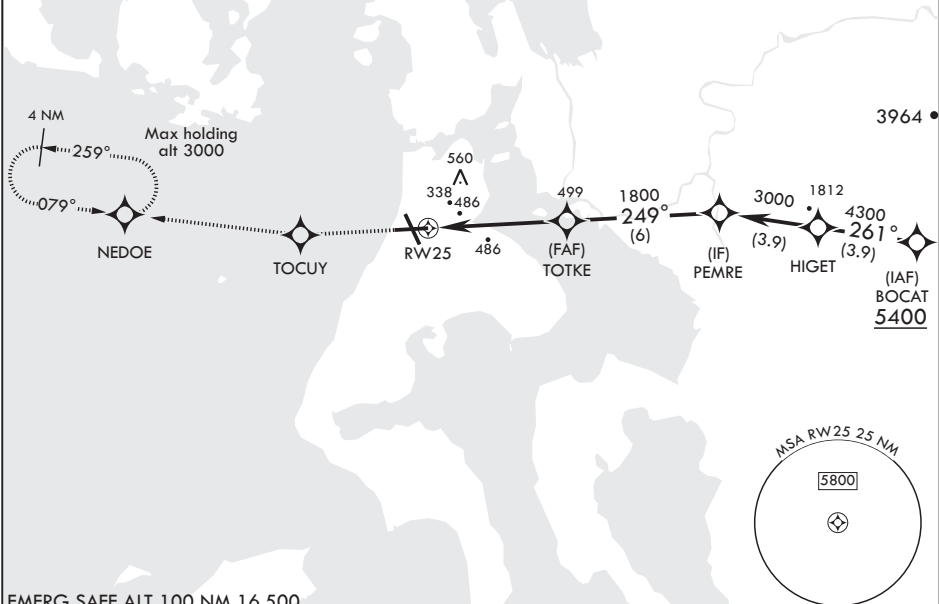 4 NM
259°
079°
Max holding
alt 3000
NEDOE
TOCUY
560
338
486
486
RW25
499
(FAF)
TOTKE
1800
249°
(6)
(IF)
PEMRE
3000
(3.9)
1812
HIGET
4300
261°
(3.9)
3964
(IAF)
BOCAT
5400
MSA RW25 25 NM
5800
EMERG SAFE ALT 100 NM 16,500